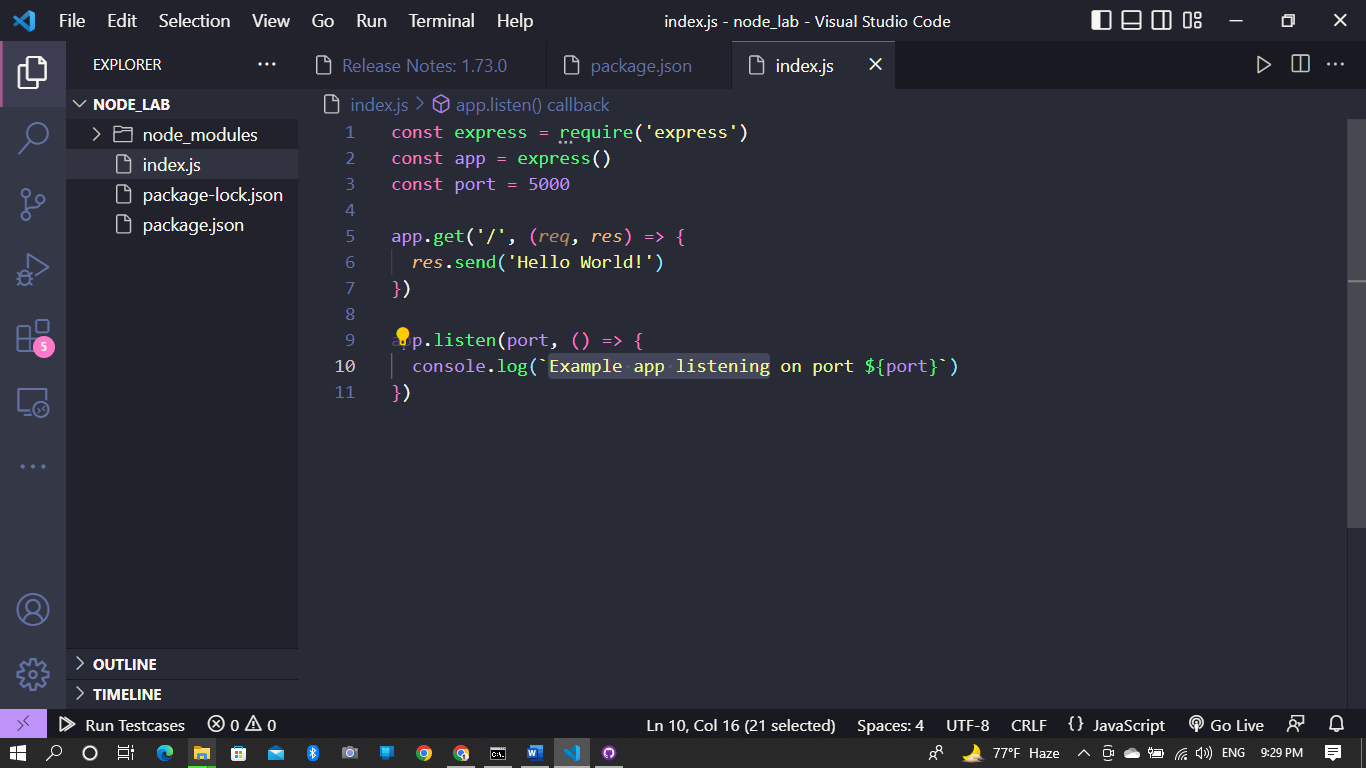 File Edit Selection View Go Run Terminal Help index.js - node_lab - Visual Studio Code
EXPLORER
NODE_LAB
node_modules
index.js
package-lock.json
package.json
OUTLINE
TIMELINE
Release Notes: 1.73.0 package.json index.js
index.js > app.listen() callback
1 const express = require('express')
2 const app = express()
3 const port = 5000
4
5 app.get('/', (req, res) => {
6 res.send('Hello World!')
7 })
8
9 app.listen(port, () => {
10 console.log(`Example app listening on port ${port}`)
11 })
5
Run Testcases 0 0 Ln 10, Col 16 (21 selected) Spaces: 4 UTF-8 CRLF {} JavaScript Go Live
77°F Haze ENG 9:29 PM